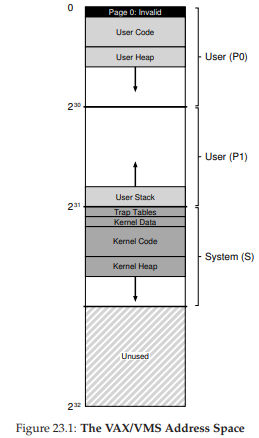 0
Page 0: Invalid
User Code
User Heap
User (P0)
2^30
User (P1)
User Stack
2^31
Trap Tables
Kernel Data
Kernel Code
Kernel Heap
System (S)
Unused
2^32
Figure 23.1: The VAX/VMS Address Space